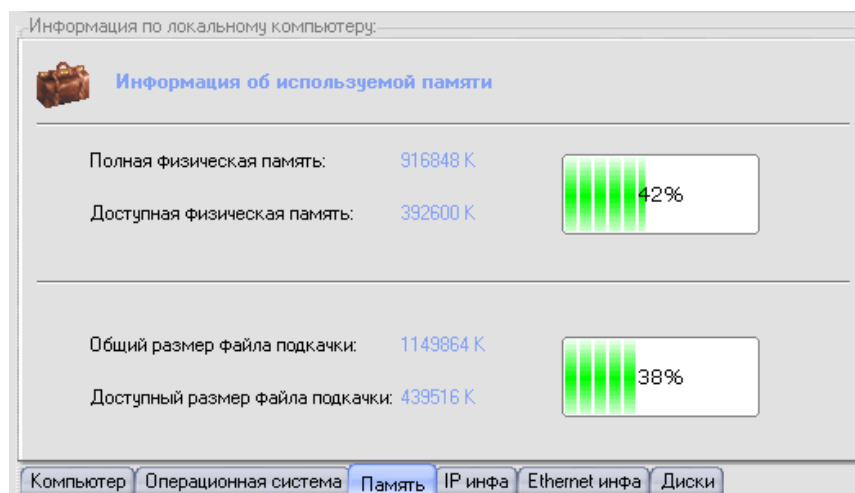 Информация по локальному компьютеру:
Информация об используемой памяти
Полная физическая память: 916848 K
42%
Доступная физическая память: 392600 K
Общий размер файла подкачки: 1149864 K
38%
Доступный размер файла подкачки: 439516 K
Компьютер Операционная система Память IP инфа Ethernet инфа Диски